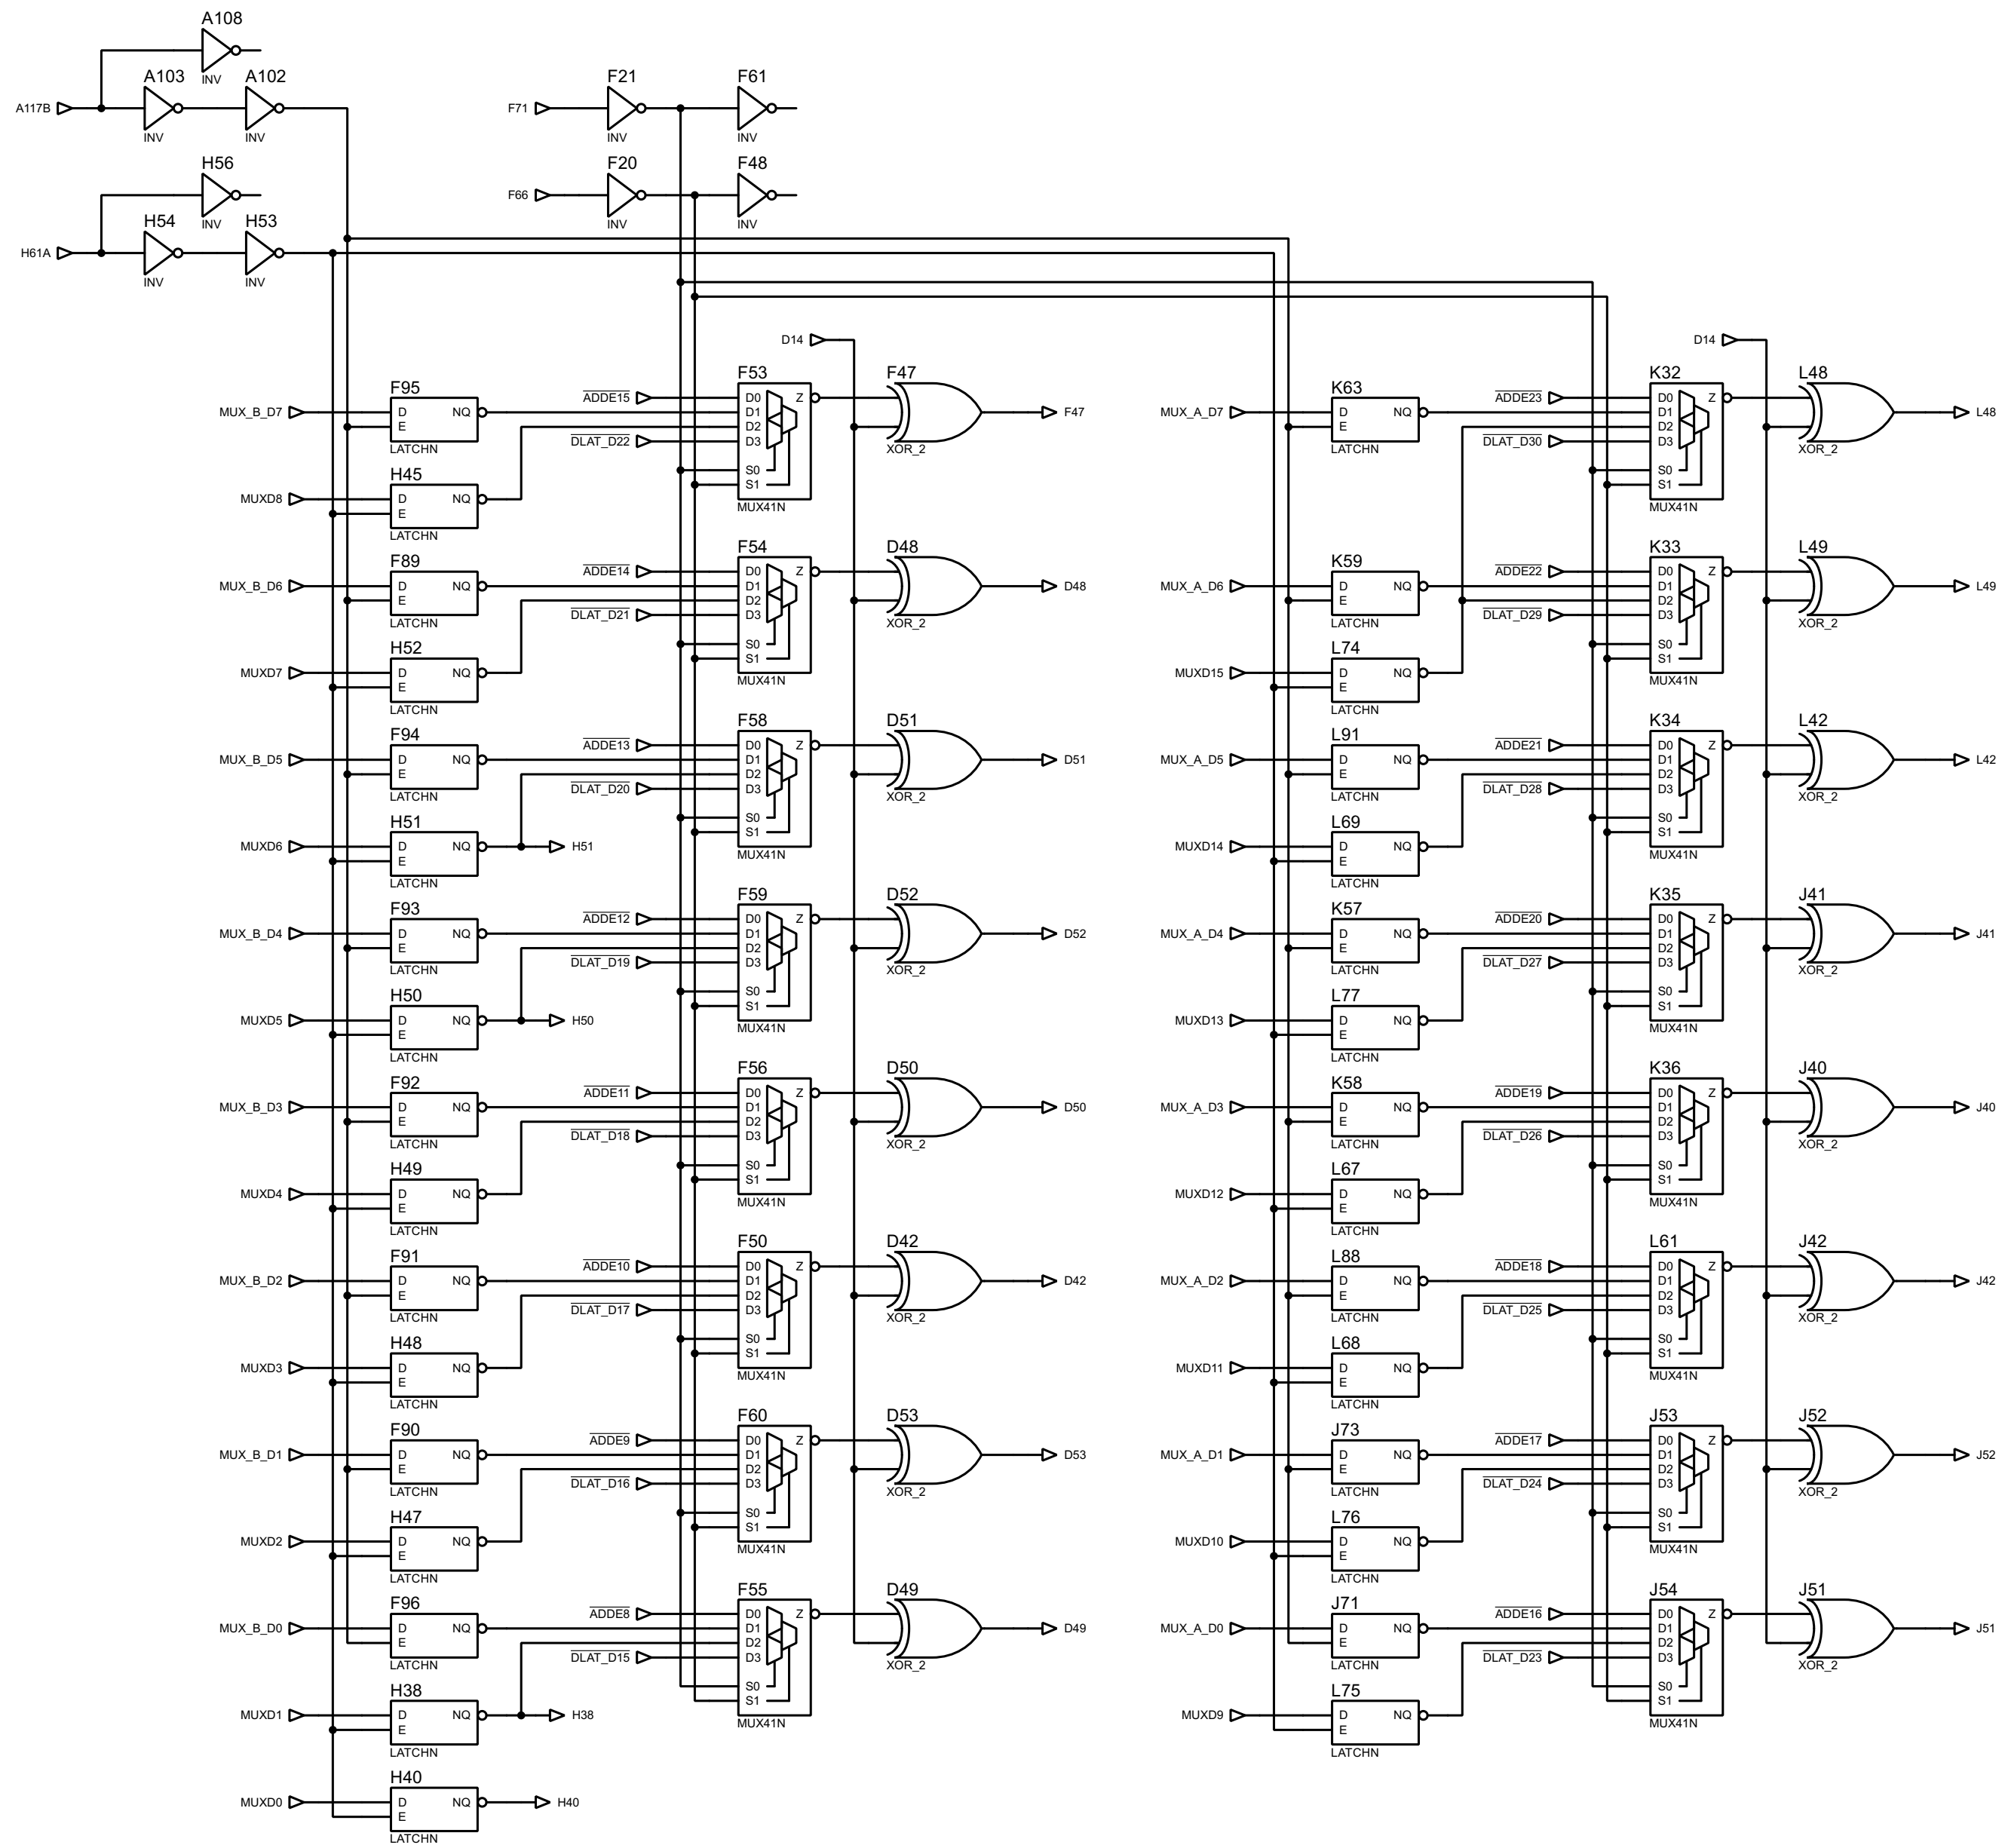 A108
INV
A117B
A103
INV
A102
INV
F71
F21
INV
F61
INV
H56
INV
H61A
H54
INV
H53
INV
F66
F20
INV
F48
INV
D14
D14
MUX_B_D7
F95
D NQ
E
LATCHN
MUXD8
H45
D NQ
E
LATCHN
ADDE15
DLAT_D22
F53
D0 Z
D1
D2
D3
S0
S1
MUX41N
F47
XOR_2
F47
MUX_A_D7
K63
D NQ
E
LATCHN
ADDE23
DLAT_D30
K32
D0 Z
D1
D2
D3
S0
S1
MUX41N
L48
XOR_2
L48
MUX_B_D6
F89
D NQ
E
LATCHN
MUXD7
H52
D NQ
E
LATCHN
ADDE14
DLAT_D21
F54
D0 Z
D1
D2
D3
S0
S1
MUX41N
D48
XOR_2
D48
MUX_A_D6
K59
D NQ
E
LATCHN
MUXD15
L74
D NQ
E
LATCHN
ADDE22
DLAT_D29
K33
D0 Z
D1
D2
D3
S0
S1
MUX41N
L49
XOR_2
L49
MUX_B_D5
F94
D NQ
E
LATCHN
MUXD6
H51
D NQ
E
LATCHN
H51
ADDE13
DLAT_D20
F58
D0 Z
D1
D2
D3
S0
S1
MUX41N
D51
XOR_2
D51
MUX_A_D5
L91
D NQ
E
LATCHN
MUXD14
L69
D NQ
E
LATCHN
ADDE21
DLAT_D28
K34
D0 Z
D1
D2
D3
S0
S1
MUX41N
L42
XOR_2
L42
MUX_B_D4
F93
D NQ
E
LATCHN
MUXD5
H50
D NQ
E
LATCHN
H50
ADDE12
DLAT_D19
F59
D0 Z
D1
D2
D3
S0
S1
MUX41N
D52
XOR_2
D52
MUX_A_D4
K57
D NQ
E
LATCHN
MUXD13
L77
D NQ
E
LATCHN
ADDE20
DLAT_D27
K35
D0 Z
D1
D2
D3
S0
S1
MUX41N
J41
XOR_2
J41
MUX_B_D3
F92
D NQ
E
LATCHN
MUXD4
H49
D NQ
E
LATCHN
ADDE11
DLAT_D18
F56
D0 Z
D1
D2
D3
S0
S1
MUX41N
D50
XOR_2
D50
MUX_A_D3
K58
D NQ
E
LATCHN
MUXD12
L67
D NQ
E
LATCHN
ADDE19
DLAT_D26
K36
D0 Z
D1
D2
D3
S0
S1
MUX41N
J40
XOR_2
J40
MUX_B_D2
F91
D NQ
E
LATCHN
MUXD3
H48
D NQ
E
LATCHN
ADDE10
DLAT_D17
F50
D0 Z
D1
D2
D3
S0
S1
MUX41N
D42
XOR_2
D42
MUX_A_D2
L88
D NQ
E
LATCHN
MUXD11
L68
D NQ
E
LATCHN
ADDE18
DLAT_D25
L61
D0 Z
D1
D2
D3
S0
S1
MUX41N
J42
XOR_2
J42
MUX_B_D1
F90
D NQ
E
LATCHN
MUXD2
H47
D NQ
E
LATCHN
ADDE9
DLAT_D16
F60
D0 Z
D1
D2
D3
S0
S1
MUX41N
D53
XOR_2
D53
MUX_A_D1
J73
D NQ
E
LATCHN
MUXD10
L76
D NQ
E
LATCHN
ADDE17
DLAT_D24
J53
D0 Z
D1
D2
D3
S0
S1
MUX41N
J52
XOR_2
J52
MUX_B_D0
F96
D NQ
E
LATCHN
MUXD1
H38
D NQ
E
LATCHN
H38
ADDE8
DLAT_D15
F55
D0 Z
D1
D2
D3
S0
S1
MUX41N
D49
XOR_2
D49
MUX_A_D0
J71
D NQ
E
LATCHN
MUXD9
L75
D NQ
E
LATCHN
ADDE16
DLAT_D23
J54
D0 Z
D1
D2
D3
S0
S1
MUX41N
J51
XOR_2
J51
MUXD0
H40
D NQ
E
LATCHN
H40